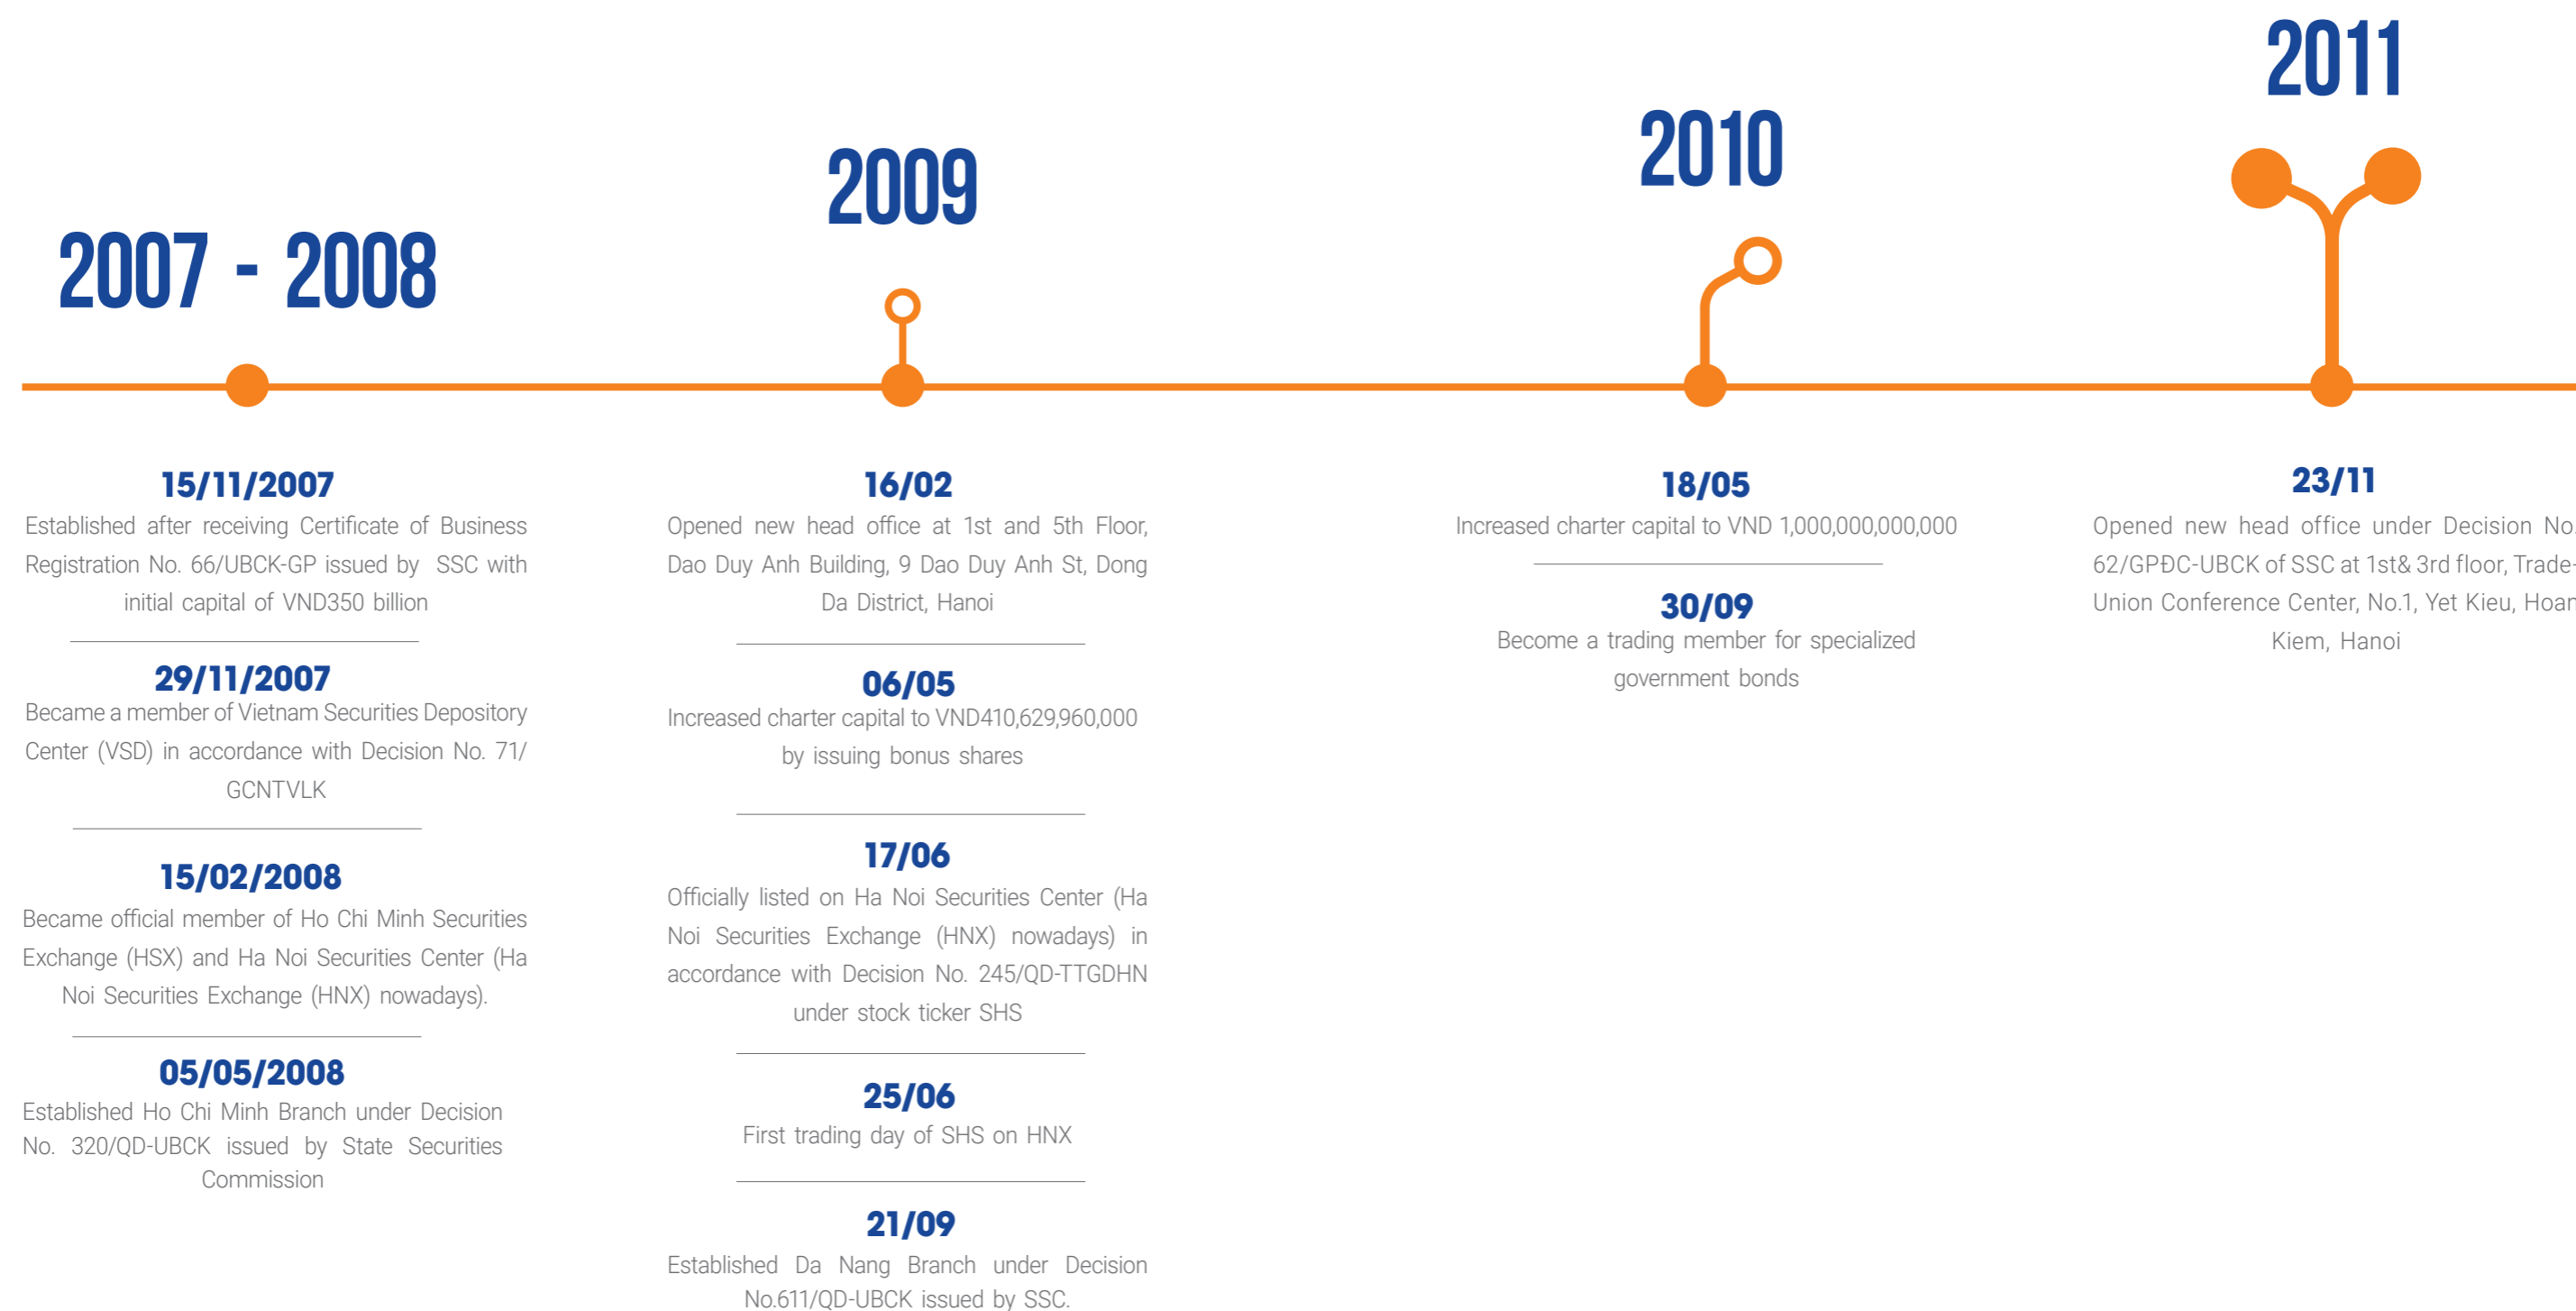 2007 - 2008
15/11/2007
Established after receiving Certificate of Business
Registration No. 66/UBCK-GP issued by SSC with
initial capital of VND350 billion
29/11/2007
Became a member of Vietnam Securities Depository
Center (VSD) in accordance with Decision No. 71/
GCNTVLK
15/02/2008
Became official member of Ho Chi Minh Securities
Exchange (HSX) and Ha Noi Securities Center (Ha
Noi Securities Exchange (HNX) nowadays).
05/05/2008
Established Ho Chi Minh Branch under Decision
No. 320/QD-UBCK issued by State Securities
Commission
2009
16/02
Opened new head office at 1st and 5th Floor,
Dao Duy Anh Building, 9 Dao Duy Anh St, Dong
Da District, Hanoi
06/05
Increased charter capital to VND410,629,960,000
by issuing bonus shares
17/06
Officially listed on Ha Noi Securities Center (Ha
Noi Securities Exchange (HNX) nowadays) in
accordance with Decision No. 245/QD-TTGDHN
under stock ticker SHS
25/06
First trading day of SHS on HNX
21/09
Established Da Nang Branch under Decision
No.611/QD-UBCK issued by SSC.
2010
18/05
Increased charter capital to VND 1,000,000,000,000
30/09
Become a trading member for specialized
government bonds
2011
23/11
Opened new head office under Decision No.
62/GPĐC-UBCK of SSC at 1st& 3rd floor, Trade-
Union Conference Center, No.1, Yet Kieu, Hoan
Kiem, Hanoi